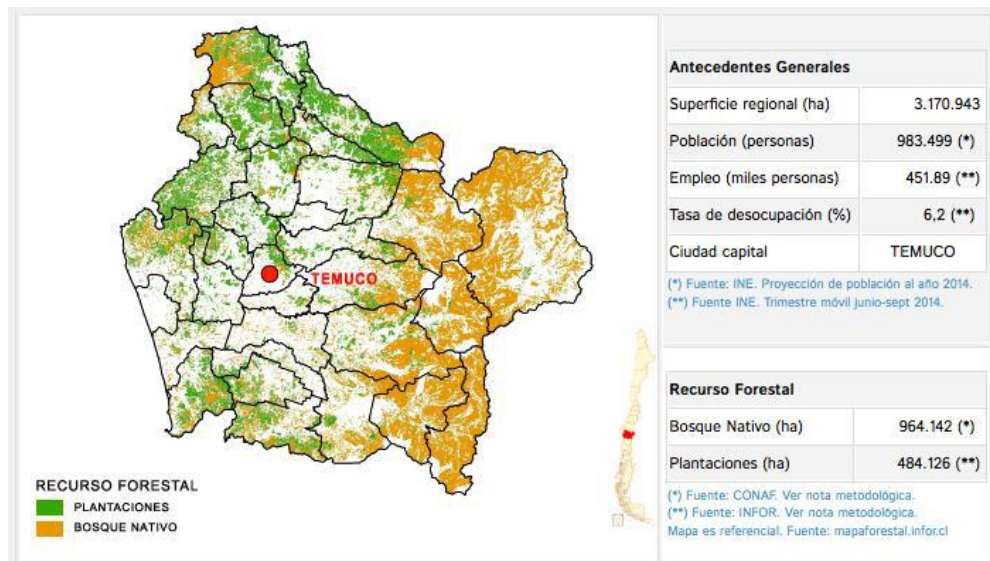 TEMUCO
RECURSO FORESTAL
PLANTACIONES
BOSQUE NATIVO
Antecedentes Generales
Superficie regional (ha) 3.170.943
Población (personas) 983.499 (*)
Empleo (miles personas) 451.89 (**)
Tasa de desocupación (%) 6,2 (**)
Ciudad capital TEMUCO
(*) Fuente: INE. Proyección de población al año 2014.
(**) Fuente INE. Trimestre móvil junio-sept 2014.
Recurso Forestal
Bosque Nativo (ha) 964.142 (*)
Plantaciones (ha) 484.126 (**)
(*) Fuente: CONAF. Ver nota metodológica.
(**) Fuente: INFOR. Ver nota metodológica.
Mapa es referencial. Fuente: mapaforestal.infor.cl